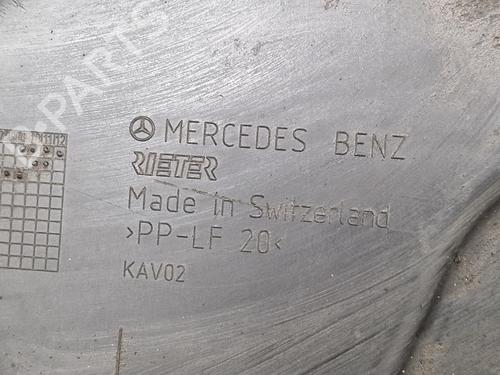 MERCEDES BENZ
RIETER
Made in Switzerland
>PP-LF 20<
KAV02